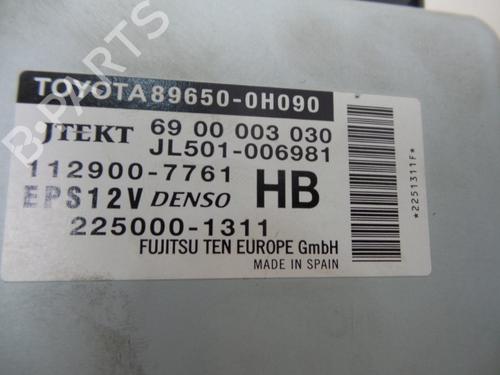 TOYOTA 89650-0H090
JTEKT 69 00 003 030
JL501-006981
112900-7761 HB
EPS12V DENSO
225000-1311
FUJITSU TEN EUROPE GmbH
MADE IN SPAIN
*2251311F*
B-PARTS